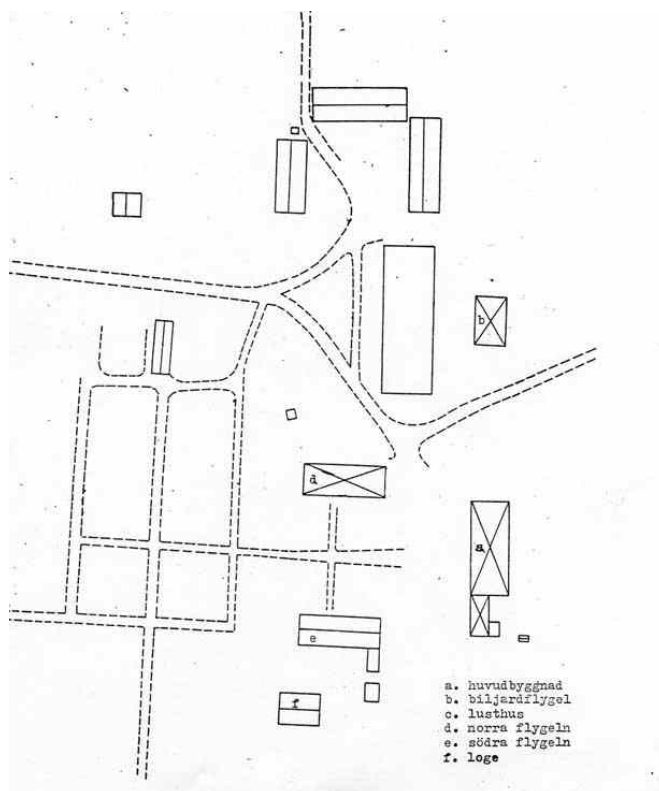 b
d
a
e
f
a. huvudbyggnad
b. biljardflygel
c. lusthus
d. norra flygeln
e. södra flygeln
f. loge